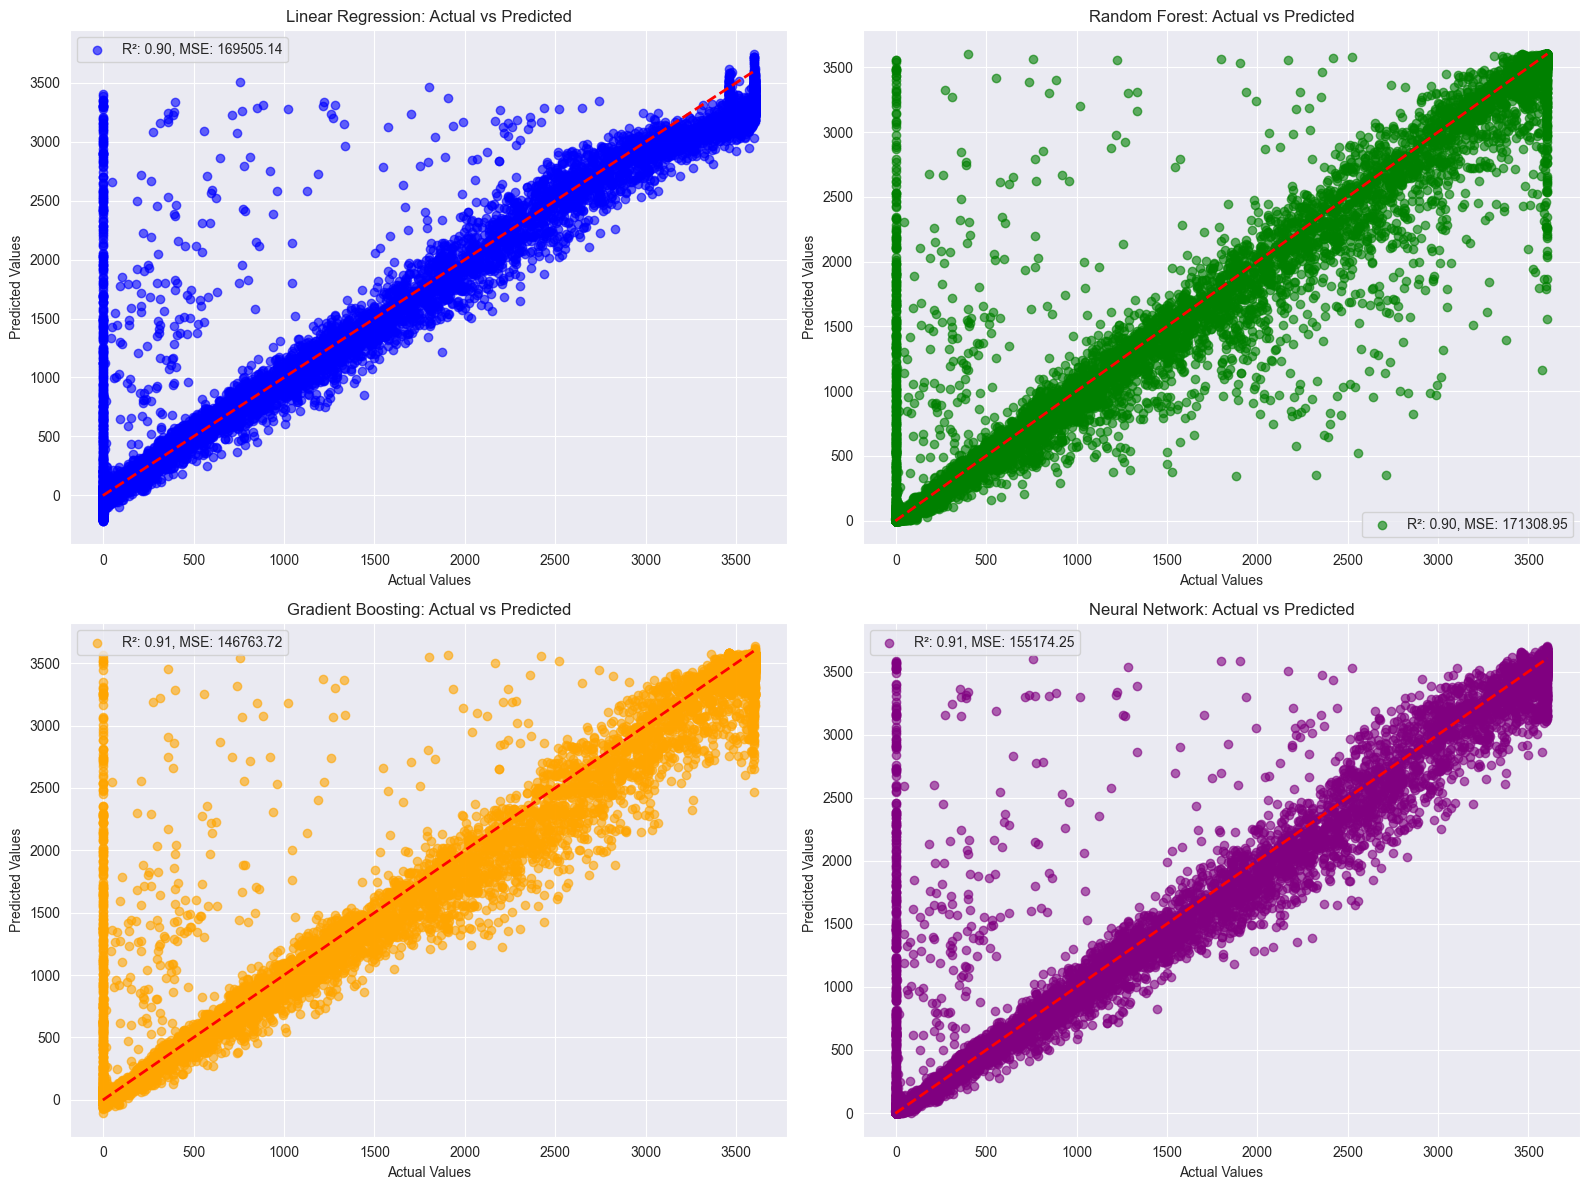 Linear Regression: Actual vs Predicted
R²: 0.90, MSE: 169505.14
Predicted Values
3500
3000
2500
2000
1500
1000
500
0
0 500 1000 1500 2000 2500 3000 3500
Actual Values
Random Forest: Actual vs Predicted
Predicted Values
3500
3000
2500
2000
1500
1000
500
0
R²: 0.90, MSE: 171308.95
0 500 1000 1500 2000 2500 3000 3500
Actual Values
Gradient Boosting: Actual vs Predicted
R²: 0.91, MSE: 146763.72
Predicted Values
3500
3000
2500
2000
1500
1000
500
0
0 500 1000 1500 2000 2500 3000 3500
Actual Values
Neural Network: Actual vs Predicted
R²: 0.91, MSE: 155174.25
Predicted Values
3500
3000
2500
2000
1500
1000
500
0
0 500 1000 1500 2000 2500 3000 3500
Actual Values